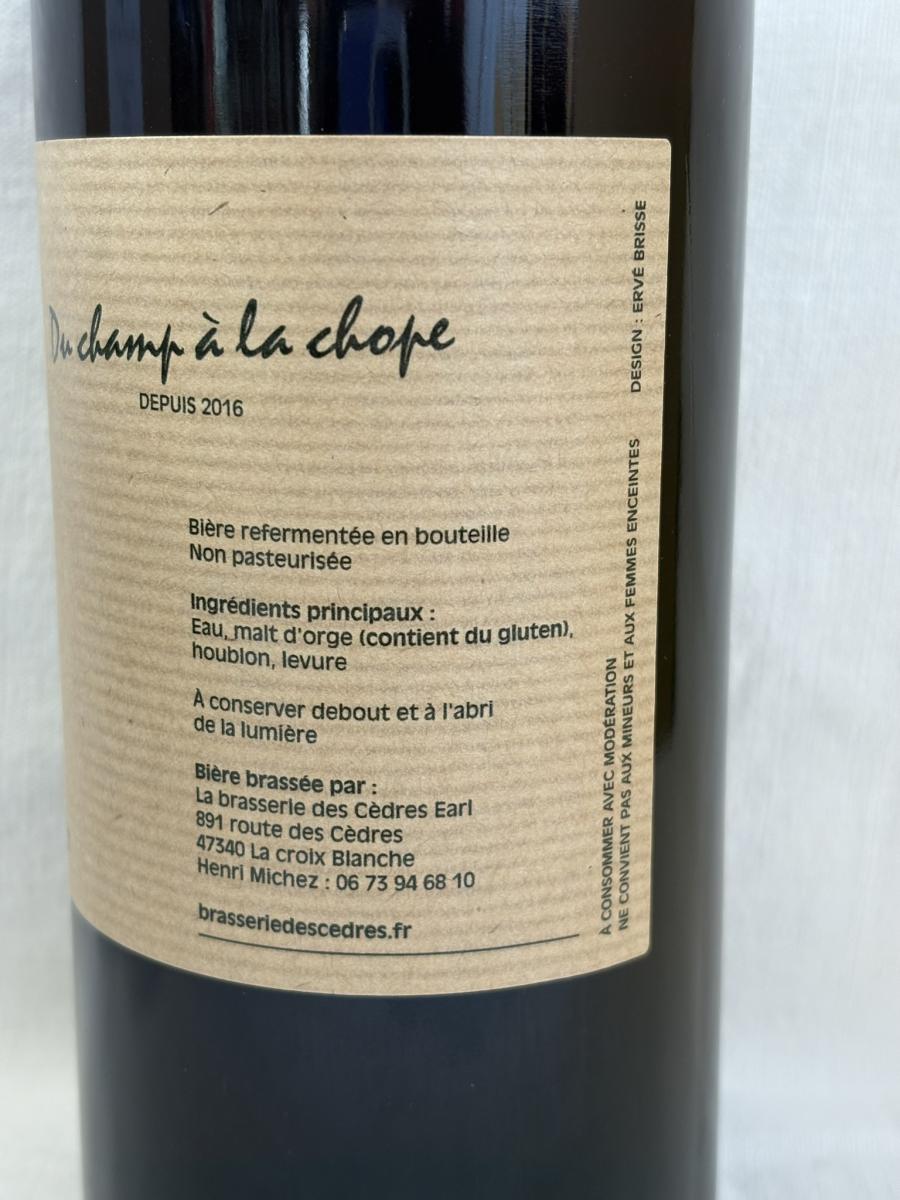 Du champ à la chope
DEPUIS 2016
Bière refermentée en bouteille
Non pasteurisée
Ingrédients principaux :
Eau, malt d'orge (contient du gluten),
houblon, levure
À conserver debout et à l'abri
de la lumière
Bière brassée par :
La brasserie des Cèdres Earl
891 route des Cèdres
47340 La croix Blanche
Henri Michez : 06 73 94 68 10
brasseriedescedres.fr
À CONSOMMER AVEC MODÉRATION
NE CONVIENT PAS AUX MINEURS ET AUX FEMMES ENCEINTES
DESIGN : ERVÉ BRISSE